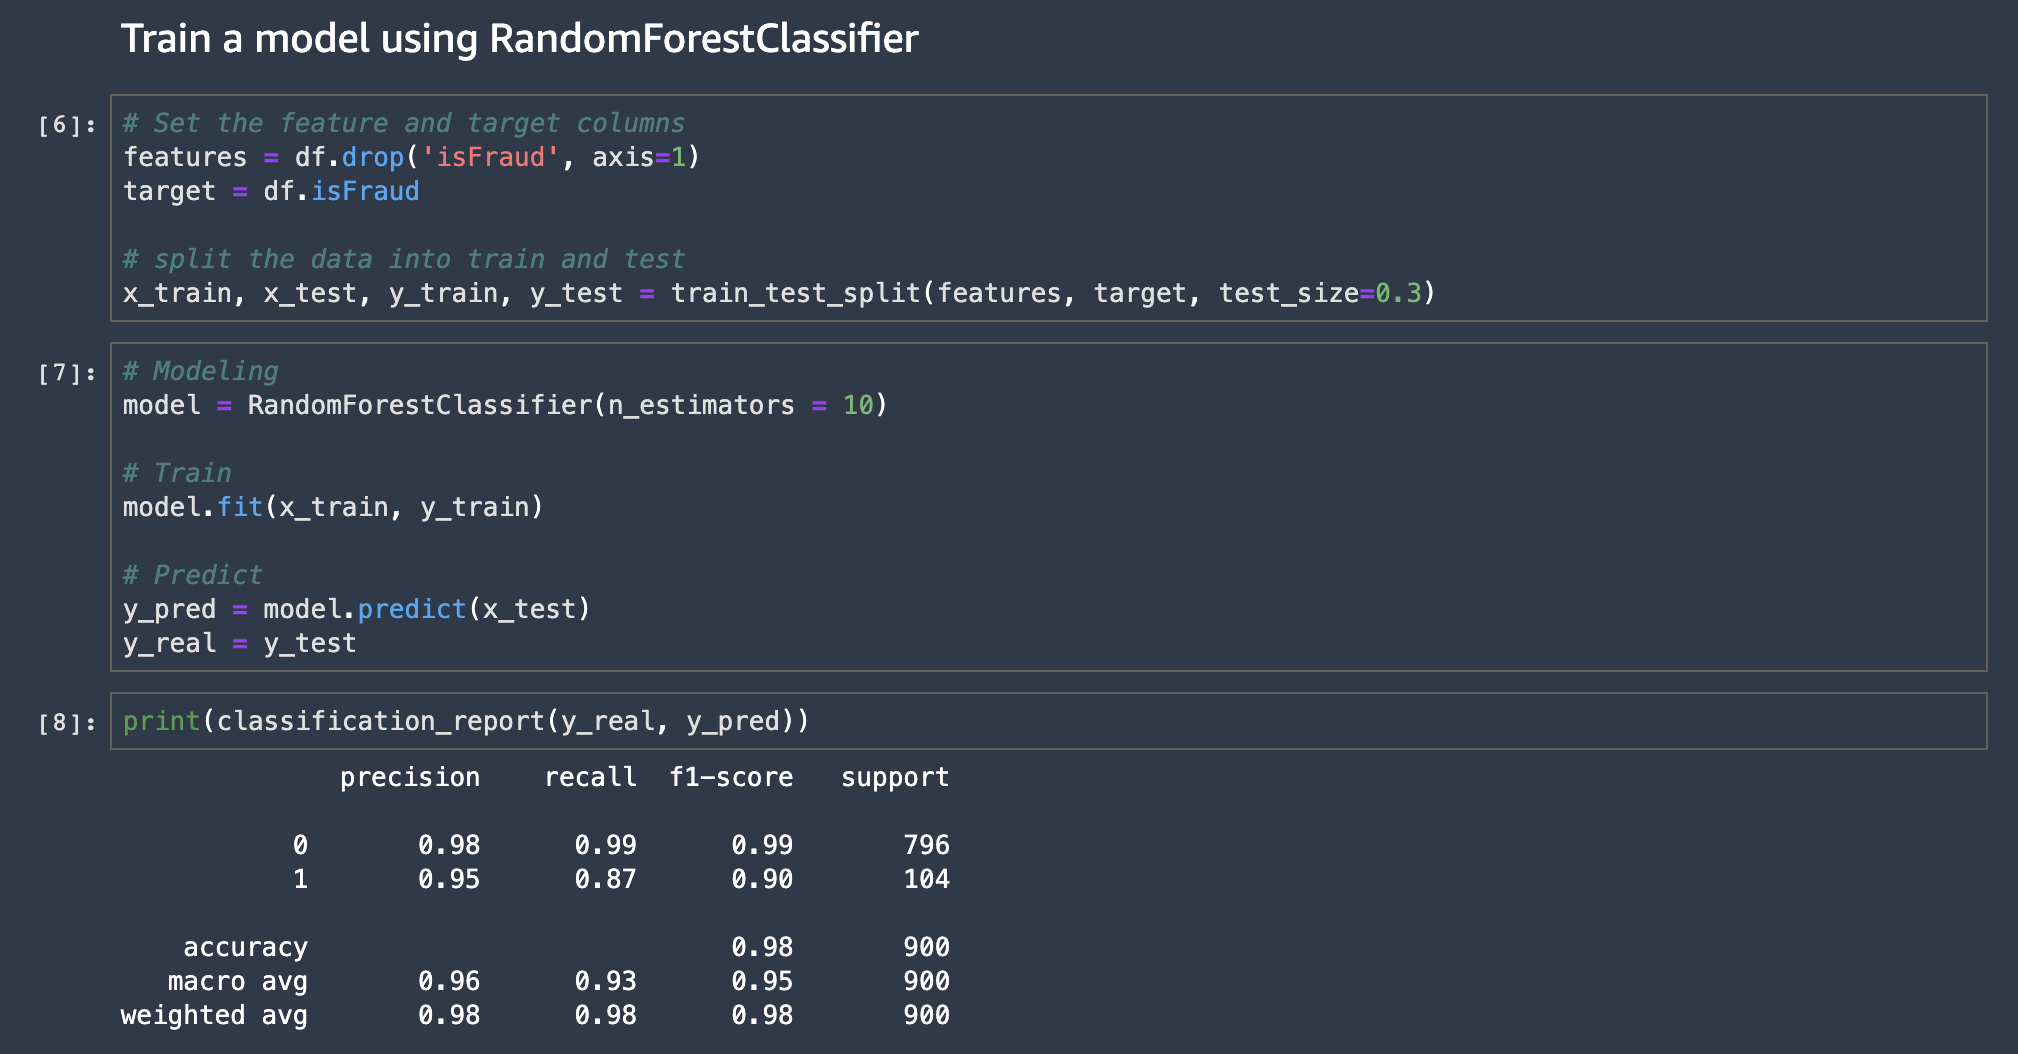 Train a model using RandomForestClassifier
[6]:
# Set the feature and target columns
features = df.drop('isFraud', axis=1)
target = df.isFraud
# split the data into train and test
x_train, x_test, y_train, y_test = train_test_split(features, target, test_size=0.3)
[7]:
# Modeling
model = RandomForestClassifier(n_estimators = 10)
# Train
model.fit(x_train, y_train)
# Predict
y_pred = model.predict(x_test)
y_real = y_test
[8]:
print(classification_report(y_real, y_pred))
precision recall f1-score support
0 0.98 0.99 0.99 796
1 0.95 0.87 0.90 104
accuracy 0.98 900
macro avg 0.96 0.93 0.95 900
weighted avg 0.98 0.98 0.98 900